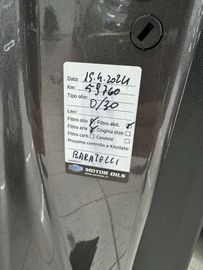 Data: 15.4.2024
Km: 59760
Tipo olio: 0/30
Litri:
Filtro olio Filtro abit.
Filtro aria Cinghia distr.
Filtro carb. Candele
Prossimo controllo a Km/Data:
BARATELLI
MOTOR OILS